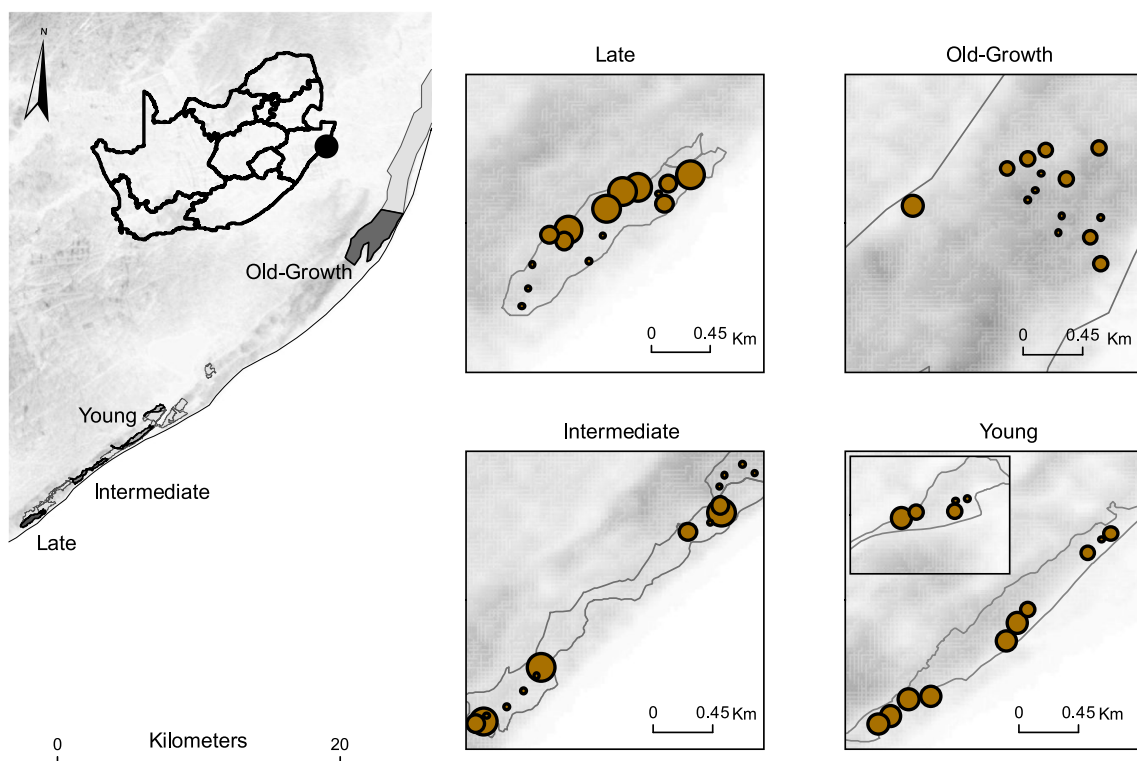 N
Old-Growth
Young
Intermediate
Late
0 Kilometers 20
Late
0 0.45 Km
Old-Growth
0 0.45 Km
Intermediate
0 0.45 Km
Young
0 0.45 Km